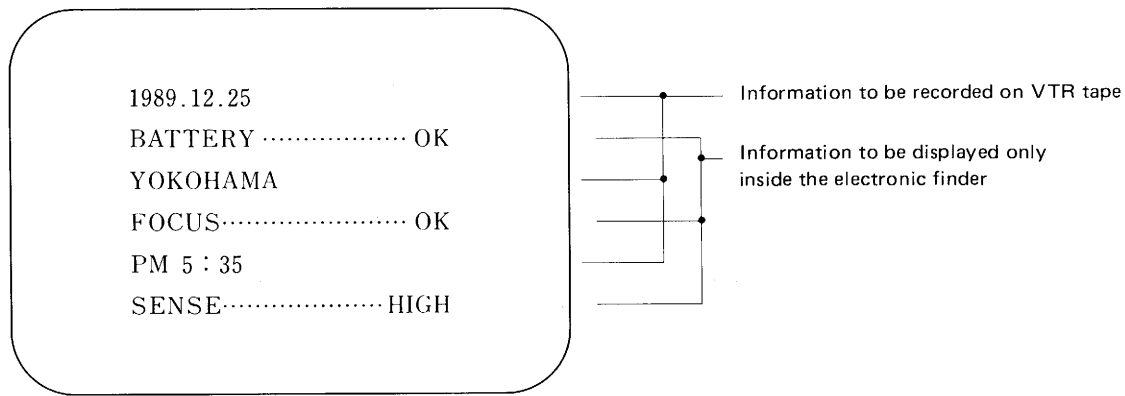 1989.12.25
BATTERY ·················· OK
YOKOHAMA
FOCUS······················· OK
PM 5 : 35
SENSE···················· HIGH
Information to be recorded on VTR tape
Information to be displayed only
inside the electronic finder